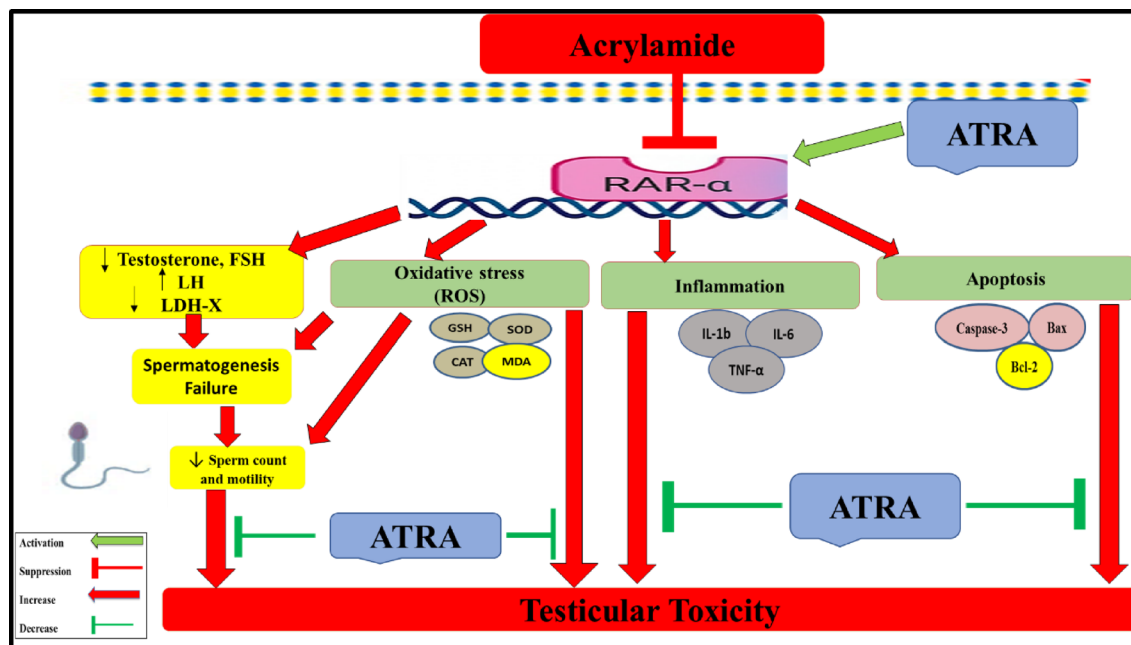 Acrylamide
ATRA
RAR-α
↓ Testosterone, FSH
↑ LH
↓ LDH-X
Oxidative stress
(ROS)
Inflammation
Apoptosis
GSH
SOD
CAT
MDA
IL-1b
IL-6
TNF-α
Caspase-3
Bax
Bcl-2
Spermatogenesis
Failure
↓ Sperm count
and motility
ATRA
ATRA
Activation
Suppression
Increase
Decrease
Testicular Toxicity